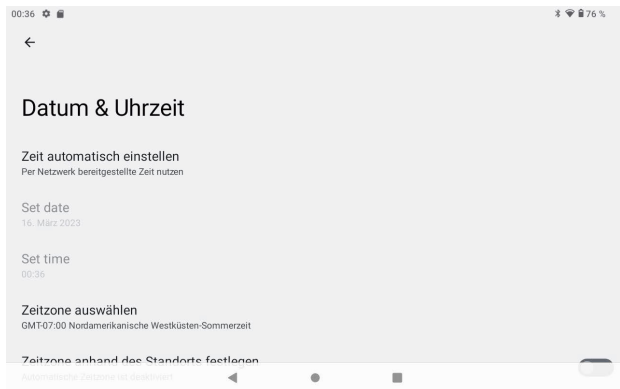 00:36 76 %
Datum & Uhrzeit
Zeit automatisch einstellen
Per Netzwerk bereitgestellte Zeit nutzen
Set date
16. März 2023
Set time
00:36
Zeitzone auswählen
GMT-07:00 Nordamerikanische Westküsten-Sommerzeit
Zeitzone anhand des Standorts festlegen
Automatische Zeitzone ist deaktiviert